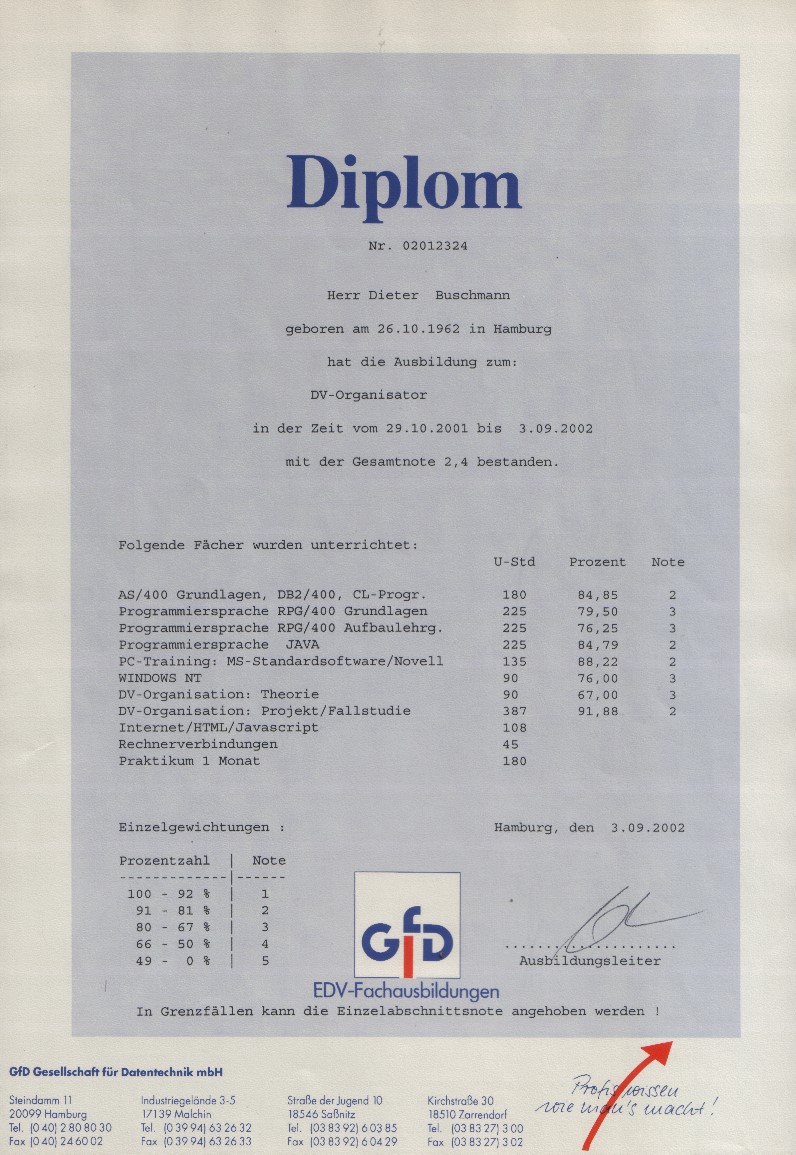 Diplom
Nr. 02012324
Herr Dieter Buschmann
geboren am 26.10.1962 in Hamburg
hat die Ausbildung zum:
DV-Organisator
in der Zeit vom 29.10.2001 bis 3.09.2002
mit der Gesamtnote 2,4 bestanden.
Folgende Fächer wurden unterrichtet:
U-Std Prozent Note
AS/400 Grundlagen, DB2/400, CL-Progr. 180 84,85 2
Programmiersprache RPG/400 Grundlagen 225 79,50 3
Programmiersprache RPG/400 Aufbaulehrg. 225 76,25 3
Programmiersprache JAVA 225 84,79 2
PC-Training: MS-Standardsoftware/Novell 135 88,22 2
WINDOWS NT 90 76,00 3
DV-Organisation: Theorie 90 67,00 3
DV-Organisation: Projekt/Fallstudie 387 91,88 2
Internet/HTML/Javascript 108
Rechnerverbindungen 45
Praktikum 1 Monat 180
Einzelgewichtungen : Hamburg, den 3.09.2002
Prozentzahl | Note
-------------|------
100 - 92 % | 1
91 - 81 % | 2
80 - 67 % | 3
66 - 50 % | 4
49 - 0 % | 5
GfD
EDV-Fachausbildungen
Ausbildungsleiter
In Grenzfällen kann die Einzelabschnittsnote angehoben werden !
GfD Gesellschaft für Datentechnik mbH
Steindamm 11
20099 Hamburg
Tel. (0 40) 2 80 80 30
Fax (0 40) 24 60 02
Industriegelände 3-5
17139 Malchin
Tel. (0 39 94) 63 26 32
Fax (0 39 94) 63 26 33
Straße der Jugend 10
18546 Saßnitz
Tel. (03 83 92) 6 03 85
Fax (03 83 92) 6 04 29
Kirchstraße 30
18510 Zarrendorf
Tel. (03 83 27) 3 00
Fax (03 83 27) 3 02
Profis wissen
wie man's macht!